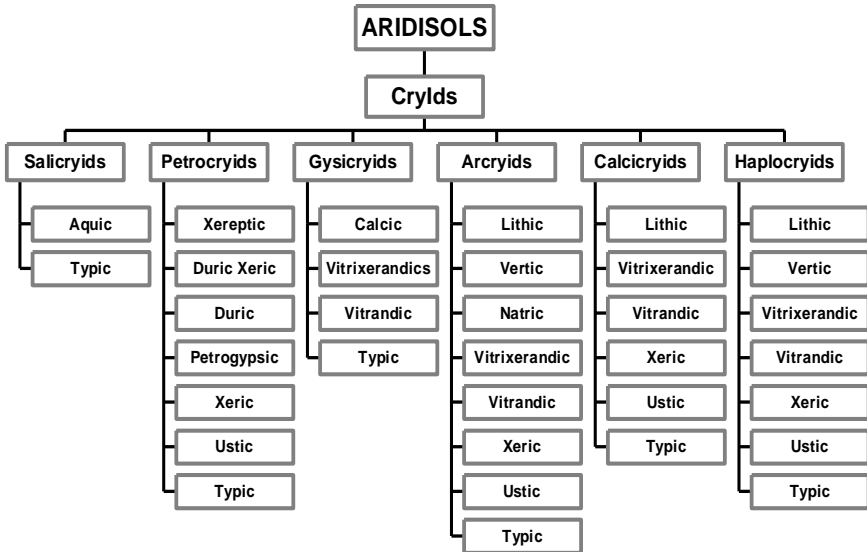 ARIDISOLS
CryIds
Salicryids
Petrocryids
Gysicryids
Arcryids
Calcicryids
Haplocryids
Aquic
Typic
Xereptic
Duric Xeric
Duric
Petrogypsic
Xeric
Ustic
Typic
Calcic
Vitrixerandics
Vitrandic
Typic
Lithic
Vertic
Natric
Vitrixerandic
Vitrandic
Xeric
Ustic
Typic
Lithic
Vitrixerandic
Vitrandic
Xeric
Ustic
Typic
Lithic
Vertic
Vitrixerandic
Vitrandic
Xeric
Ustic
Typic